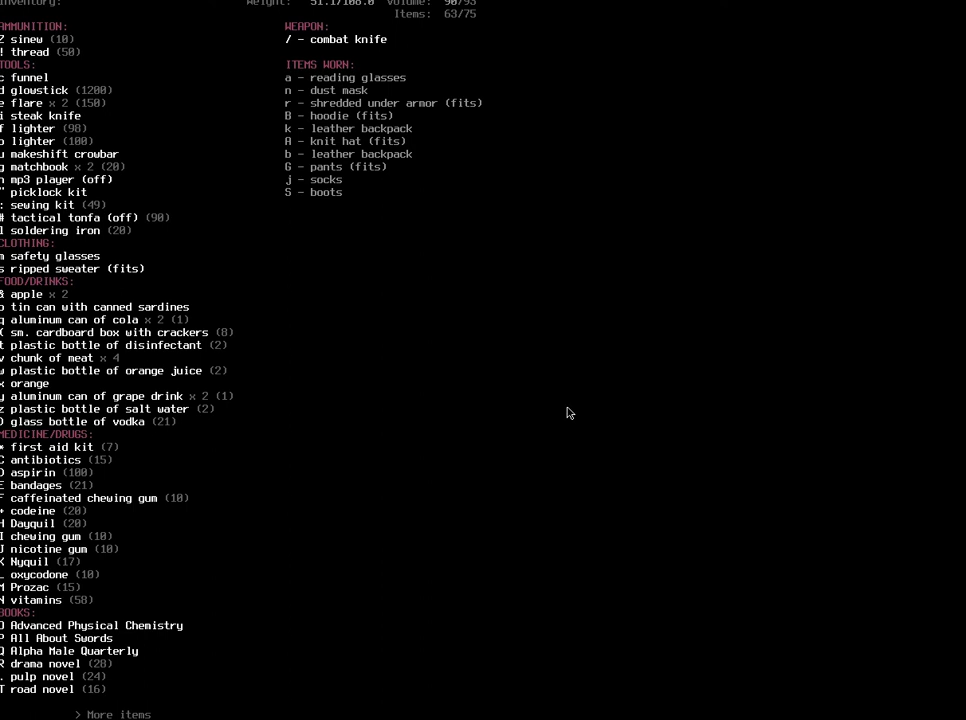 Inventory: Weight: 51.1/108.0 Volume: 90/93
Items: 63/75
AMMUNITION:
Z sinew (10)
! thread (50)
TOOLS:
c funnel
d glowstick (1200)
e flare x 2 (150)
i steak knife
f lighter (98)
lighter (100)
u makeshift crowbar
g matchbook x 2 (20)
mp3 player (off)
" picklock kit
: sewing kit (49)
# tactical tonfa (off) (90)
l soldering iron (20)
CLOTHING:
m safety glasses
s ripped sweater (fits)
FOOD/DRINKS:
& apple x 2
tin can with canned sardines
q aluminum can of cola x 2 (1)
( sm. cardboard box with crackers (8)
t plastic bottle of disinfectant (2)
v chunk of meat x 4
w plastic bottle of orange juice (2)
x orange
y aluminum can of grape drink x 2 (1)
z plastic bottle of salt water (2)
glass bottle of vodka (21)
MEDICINE/DRUGS:
* first aid kit (7)
C antibiotics (15)
D aspirin (100)
E bandages (21)
F caffeinated chewing gum (10)
+ codeine (20)
H Dayquil (20)
I chewing gum (10)
J nicotine gum (10)
K Nyquil (17)
L oxycodone (10)
M Prozac (15)
N vitamins (58)
BOOKS:
O Advanced Physical Chemistry
P All About Swords
Q Alpha Male Quarterly
R drama novel (28)
. pulp novel (24)
T road novel (16)
> More items
WEAPON:
/ - combat knife
ITEMS WORN:
a - reading glasses
n - dust mask
r - shredded under armor (fits)
B - hoodie (fits)
k - leather backpack
A - knit hat (fits)
b - leather backpack
G - pants (fits)
j - socks
S - boots